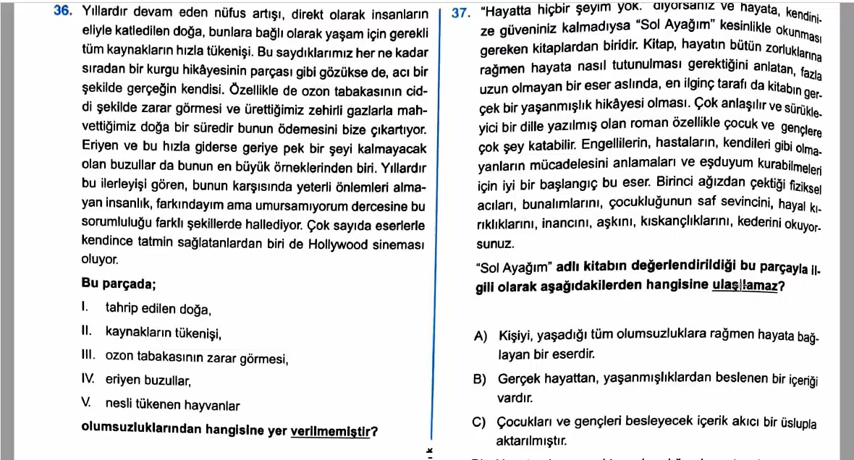 36. Yıllardır devam eden nüfus artışı, direkt olarak insanların
eliyle katledilen doğa, bunlara bağlı olarak yaşam için gerekli
tüm kaynakların hızla tükenişi. Bu saydıklarımız her ne kadar
sıradan bir kurgu hikâyesinin parçası gibi gözükse de, acı bir
şekilde gerçeğin kendisi. Özellikle de ozon tabakasının cid-
di şekilde zarar görmesi ve ürettiğimiz zehirli gazlarla mah-
vettiğimiz doğa bir süredir bunun ödemesini bize çıkartıyor.
Eriyen ve bu hızla giderse geriye pek bir şeyi kalmayacak
olan buzullar da bunun en büyük örneklerinden biri. Yıllardır
bu ilerleyişi gören, bunun karşısında yeterli önlemleri alma-
yan insanlık, farkındayım ama umursamıyorum dercesine bu
sorumluluğu farklı şekillerde hallediyor. Çok sayıda eserlerle
kendince tatmin sağlatanlardan biri de Hollywood sineması
oluyor.
Bu parçada;
I. tahrip edilen doğa,
II. kaynakların tükenişi,
III. ozon tabakasının zarar görmesi,
IV. eriyen buzullar,
V. nesli tükenen hayvanlar
olumsuzluklarından hangisine yer verilmemiştir?
37. "Hayatta hiçbir şeyim yok." diyorsanız ve hayata, kendini-
ze güveniniz kalmadıysa "Sol Ayağım" kesinlikle okunması
gereken kitaplardan biridir. Kitap, hayatın bütün zorluklarına
rağmen hayata nasıl tutunulması gerektiğini anlatan, fazla
uzun olmayan bir eser aslında, en ilginç tarafı da kitabın ger-
çek bir yaşanmışlık hikâyesi olması. Çok anlaşılır ve sürükle-
yici bir dille yazılmış olan roman özellikle çocuk ve gençlere
çok şey katabilir. Engellilerin, hastaların, kendileri gibi olma-
yanların mücadelesini anlamaları ve eşduyum kurabilmeleri
için iyi bir başlangıç bu eser. Birinci ağızdan çektiği fiziksel
acıları, bunalımlarını, çocukluğunun saf sevincini, hayal kı-
rıklıklarını, inancını, aşkını, kıskançlıklarını, kederini okuyor-
sunuz.
"Sol Ayağım" adlı kitabın değerlendirildiği bu parçayla il-
gili olarak aşağıdakilerden hangisine ulaşılamaz?
A) Kişiyi, yaşadığı tüm olumsuzluklara rağmen hayata bağ-
layan bir eserdir.
B) Gerçek hayattan, yaşanmışlıklardan beslenen bir içeriği
vardır.
C) Çocukları ve gençleri besleyecek içerik akıcı bir üslupla
aktarılmıştır.